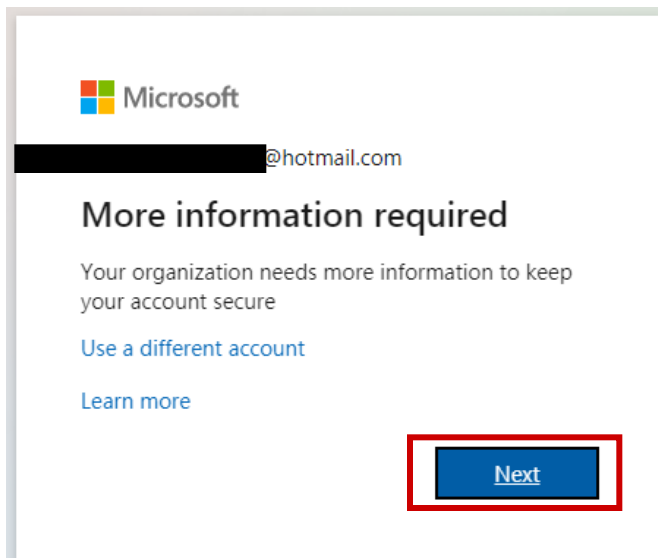 Microsoft
@hotmail.com
More information required
Your organization needs more information to keep
your account secure
Use a different account
Learn more
Next